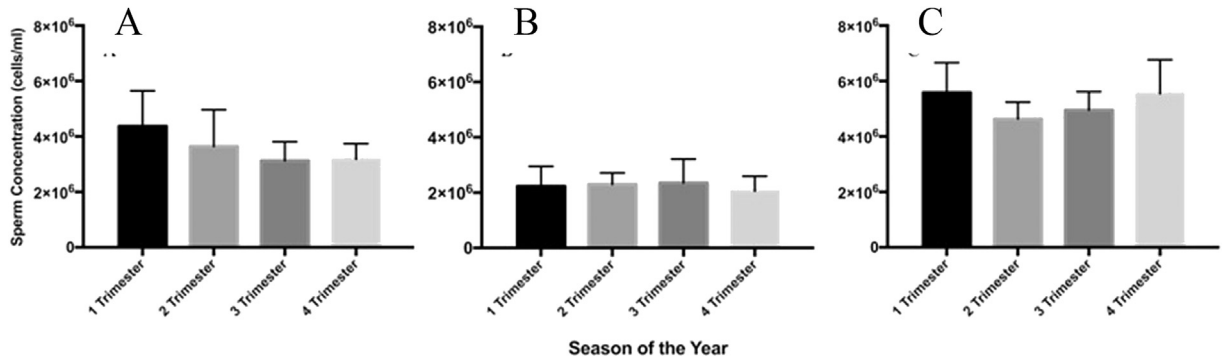 A B C
8×10⁶ 8×10⁶ 8×10⁶
6×10⁶ 6×10⁶ 6×10⁶
4×10⁶ 4×10⁶ 4×10⁶
2×10⁶ 2×10⁶ 2×10⁶
0 0 0
Sperm Concentration (cells/ml)
1 Trimester 2 Trimester 3 Trimester 4 Trimester 1 Trimester 2 Trimester 3 Trimester 4 Trimester 1 Trimester 2 Trimester 3 Trimester 4 Trimester
Season of the Year